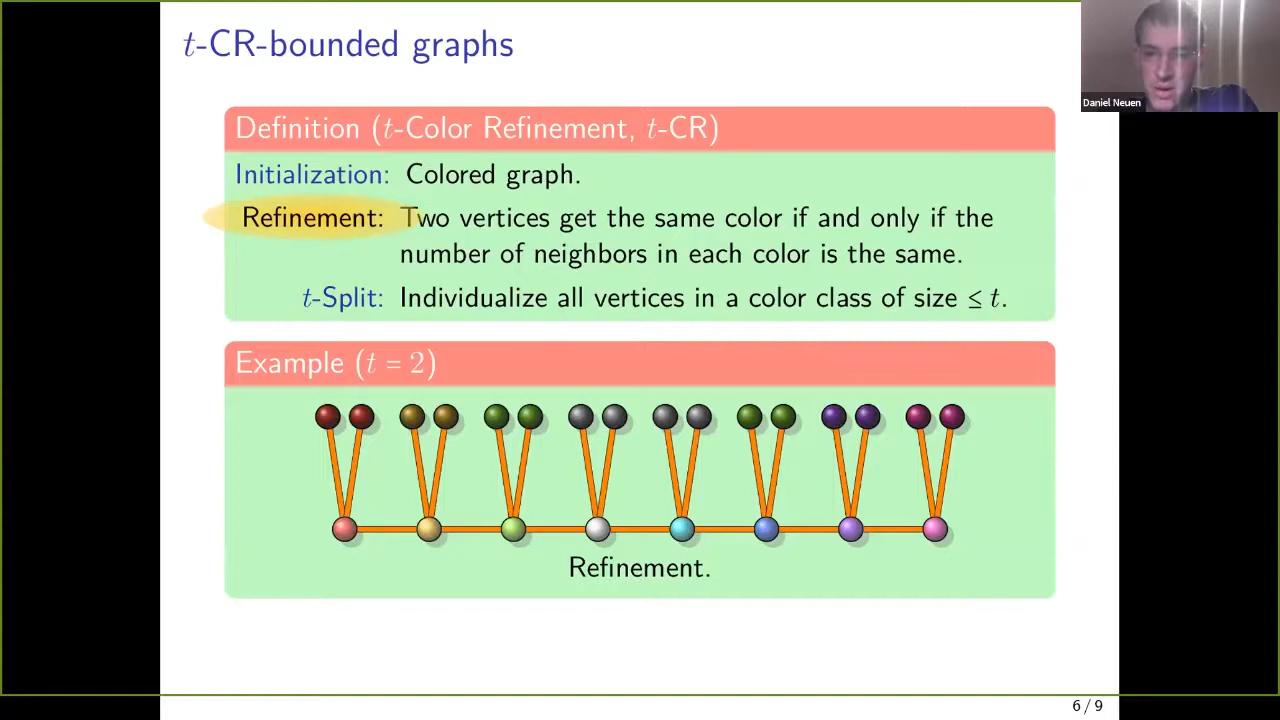 t-CR-bounded graphs
Daniel Neuen
Definition (t-Color Refinement, t-CR)
Initialization: Colored graph.
Refinement: Two vertices get the same color if and only if the
number of neighbors in each color is the same.
t-Split: Individualize all vertices in a color class of size ≤ t.
Example (t = 2)
Refinement.
6 / 9